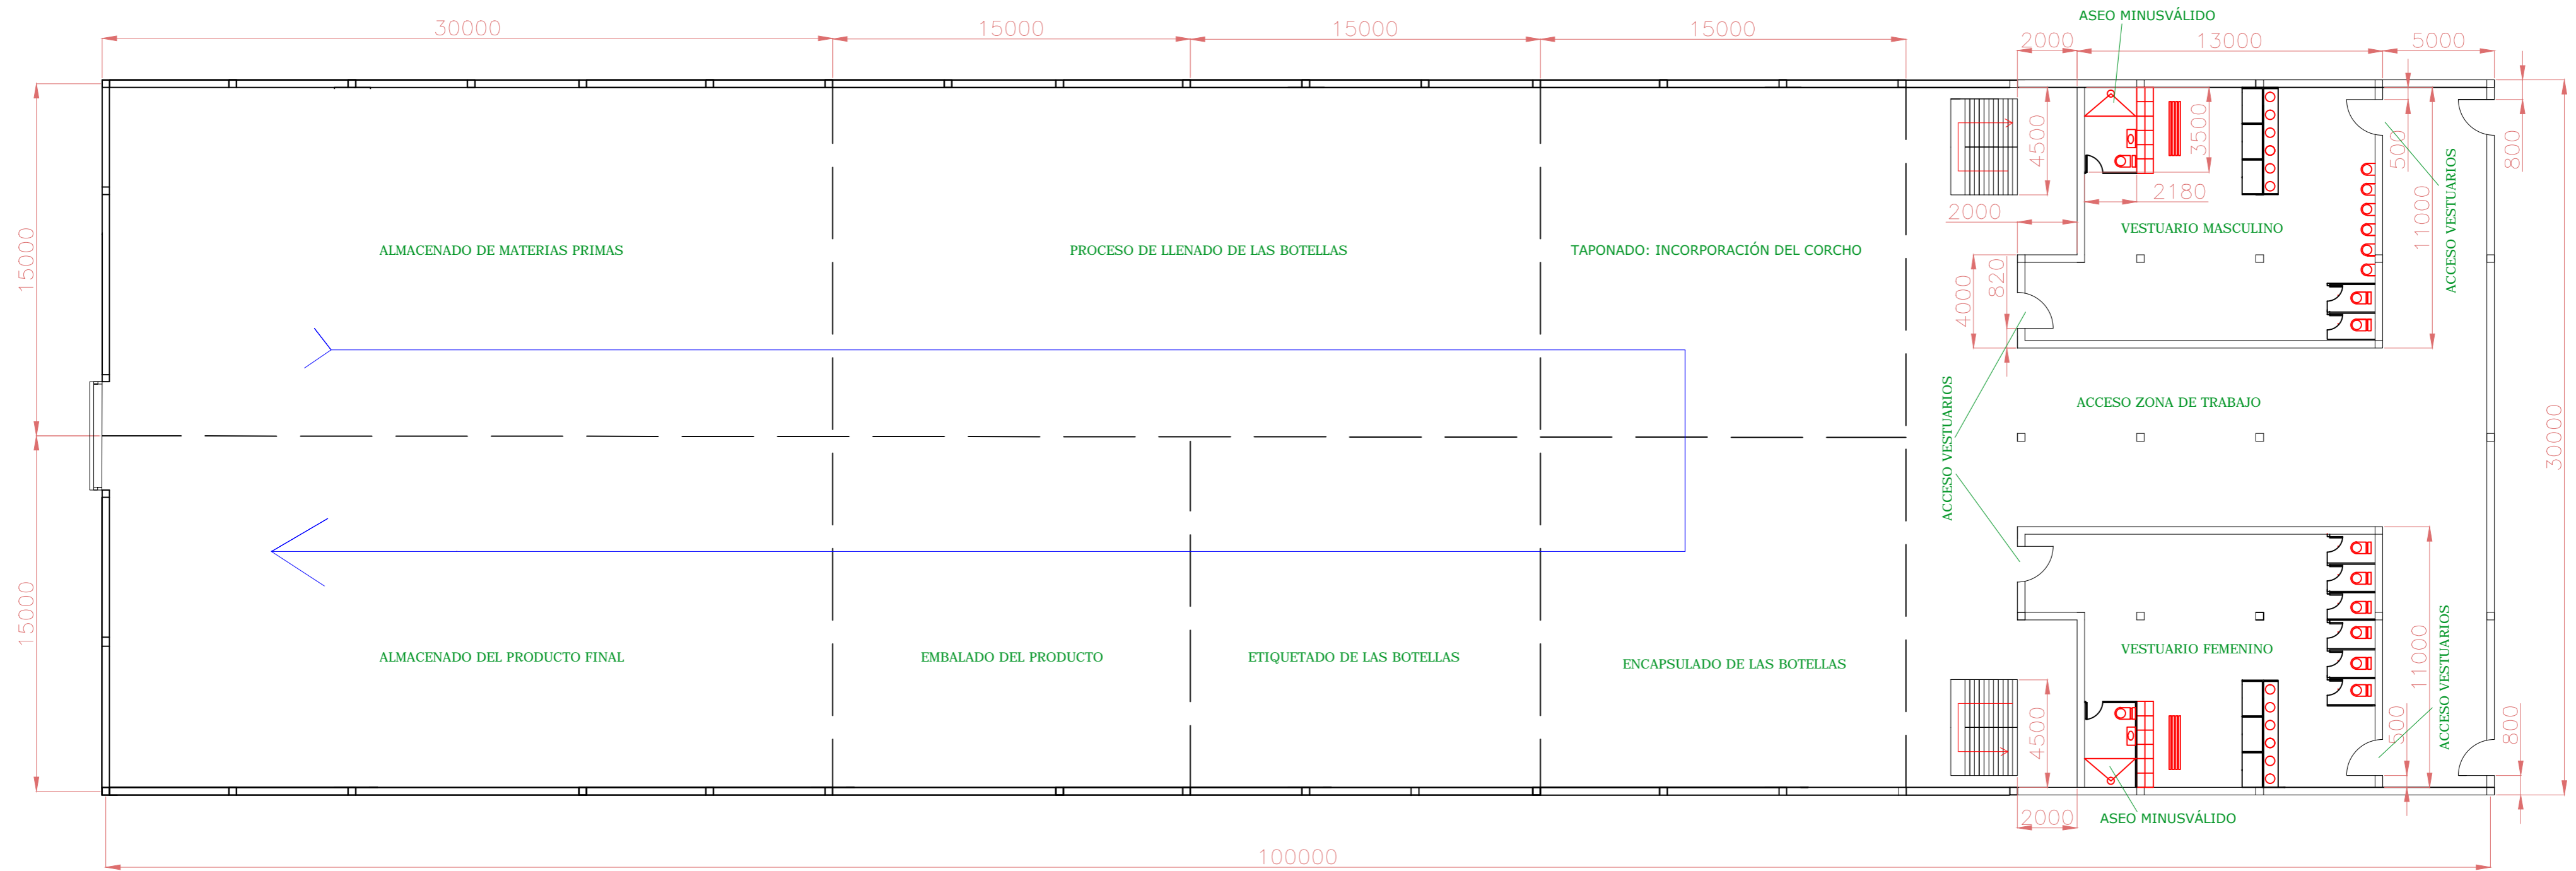 ASEO MINUSVÁLIDO
30000
15000
15000
15000
2000
13000
5000
4500
3500
500
800
2180
2000
11000
ACCESO VESTUARIOS
VESTUARIO MASCULINO
15000
ALMACENADO DE MATERIAS PRIMAS
PROCESO DE LLENADO DE LAS BOTELLAS
TAPONADO: INCORPORACIÓN DEL CORCHO
4000
820
ACCESO VESTUARIOS
ACCESO ZONA DE TRABAJO
30000
15000
ALMACENADO DEL PRODUCTO FINAL
EMBALADO DEL PRODUCTO
ETIQUETADO DE LAS BOTELLAS
ENCAPSULADO DE LAS BOTELLAS
VESTUARIO FEMENINO
11000
ACCESO VESTUARIOS
4500
500
800
2000
ASEO MINUSVÁLIDO
100000